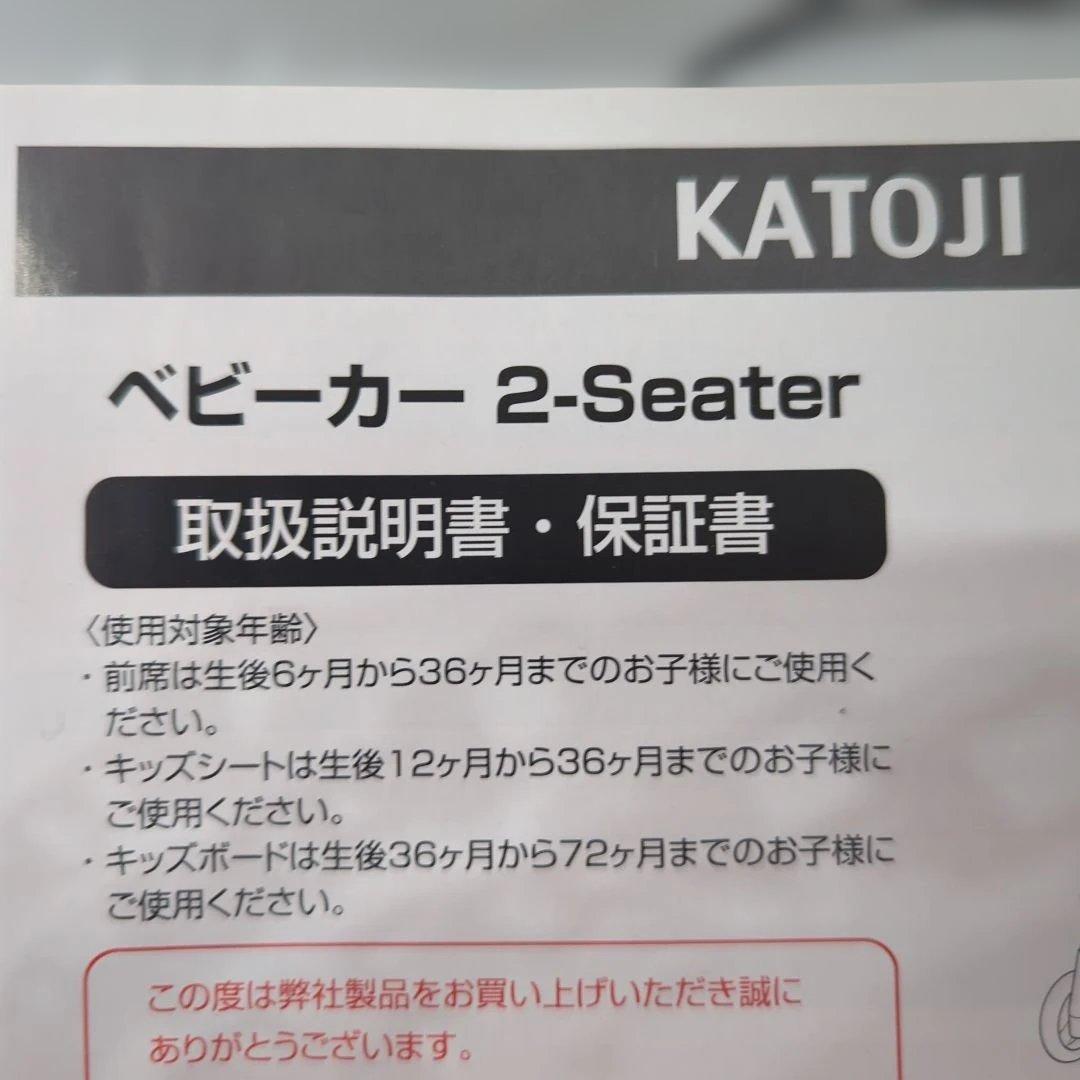 KATOJI
ベビーカー 2-Seater
取扱説明書・保証書
〈使用対象年齢〉
・前席は生後6ヶ月から36ヶ月までのお子様にご使用く
ださい。
・キッズシートは生後12ヶ月から36ヶ月までのお子様に
ご使用ください。
・キッズボードは生後36ヶ月から72ヶ月までのお子様に
ご使用ください。
この度は弊社製品をお買い上げいただき誠に
ありがとうございます。